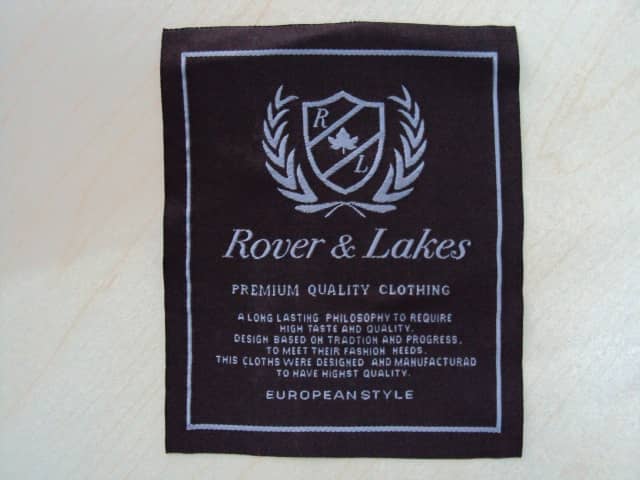 R
L
Rover & Lakes
PREMIUM QUALITY CLOTHING
A LONG LASTING PHILOSOPHY TO REQUIRE
HIGH TASTE AND QUALITY.
DESIGN BASED ON TRADTION AND PROGRESS,
TO MEET THEIR FASHION NEEDS.
THIS CLOTHS WERE DESIGNED AND MANUFACTURAD
TO HAVE HIGHST QUALITY.
EUROPEAN STYLE